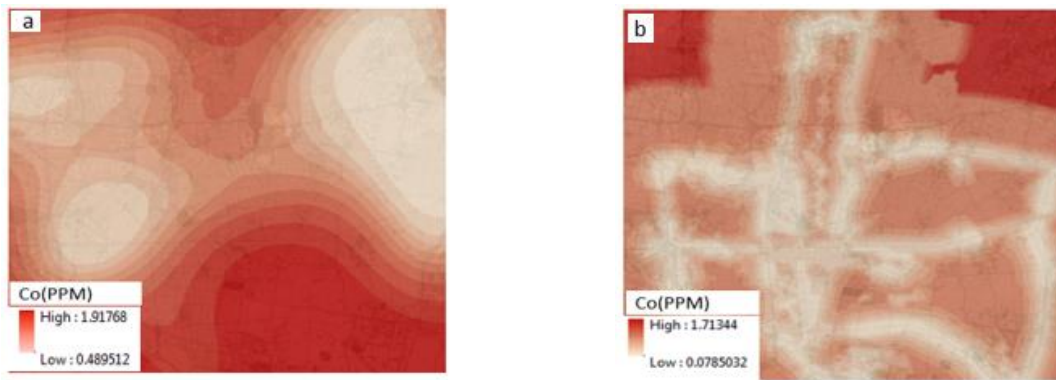 a
Co(PPM)
High : 1.91768
Low : 0.489512
b
Co(PPM)
High : 1.71344
Low : 0.0785032